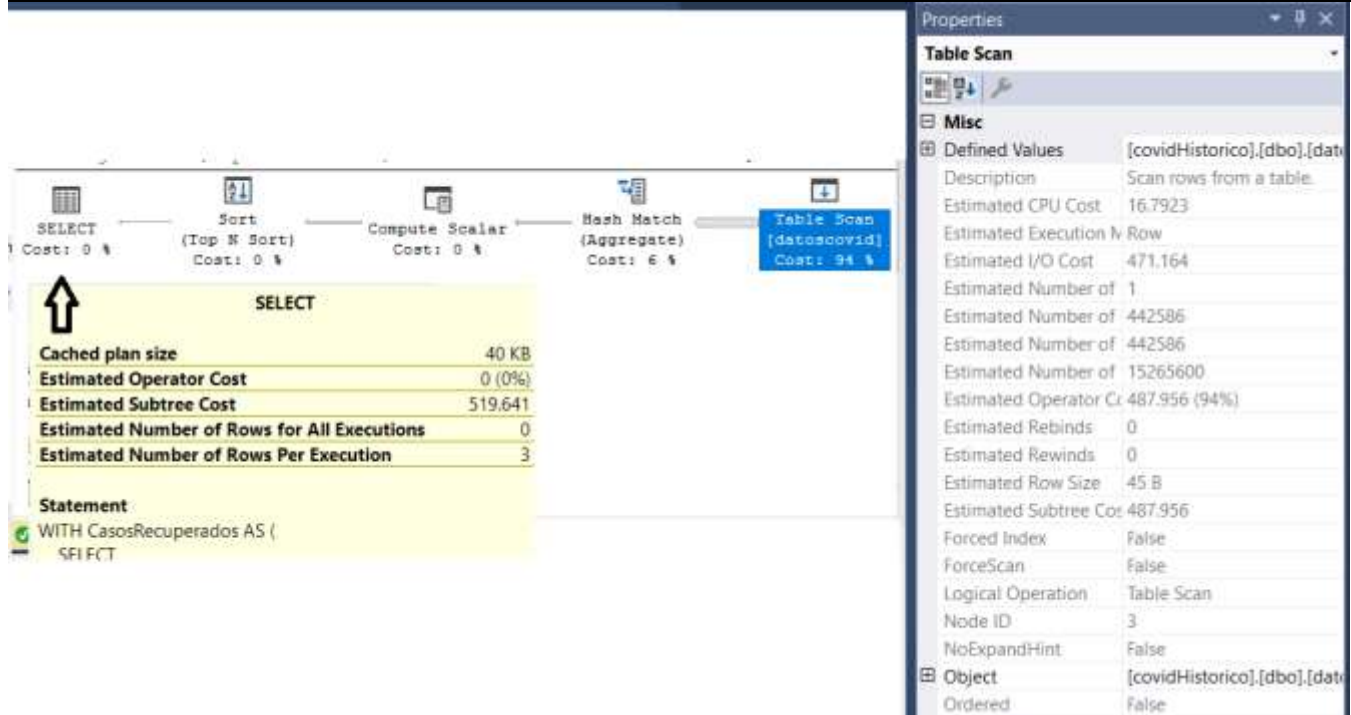 SELECT
Cost: 0 %
Sort
(Top N Sort)
Cost: 0 %
Compute Scalar
Cost: 0 %
Hash Match
(Aggregate)
Cost: 6 %
Table Scan
[datoscovid]
Cost: 94 %
SELECT
Cached plan size 40 KB
Estimated Operator Cost 0 (0%)
Estimated Subtree Cost 519.641
Estimated Number of Rows for All Executions 0
Estimated Number of Rows Per Execution 3
Statement
WITH CasosRecuperados AS (
SELECT
Properties
Table Scan
Misc
Defined Values [covidHistorico].[dbo].[dat
Description Scan rows from a table.
Estimated CPU Cost 16.7923
Estimated Execution M Row
Estimated I/O Cost 471.164
Estimated Number of 1
Estimated Number of 442586
Estimated Number of 442586
Estimated Number of 15265600
Estimated Operator Cc 487.956 (94%)
Estimated Rebinds 0
Estimated Rewinds 0
Estimated Row Size 45 B
Estimated Subtree Cos 487.956
Forced Index False
ForceScan False
Logical Operation Table Scan
Node ID 3
NoExpandHint False
Object [covidHistorico].[dbo].[dat
Ordered False